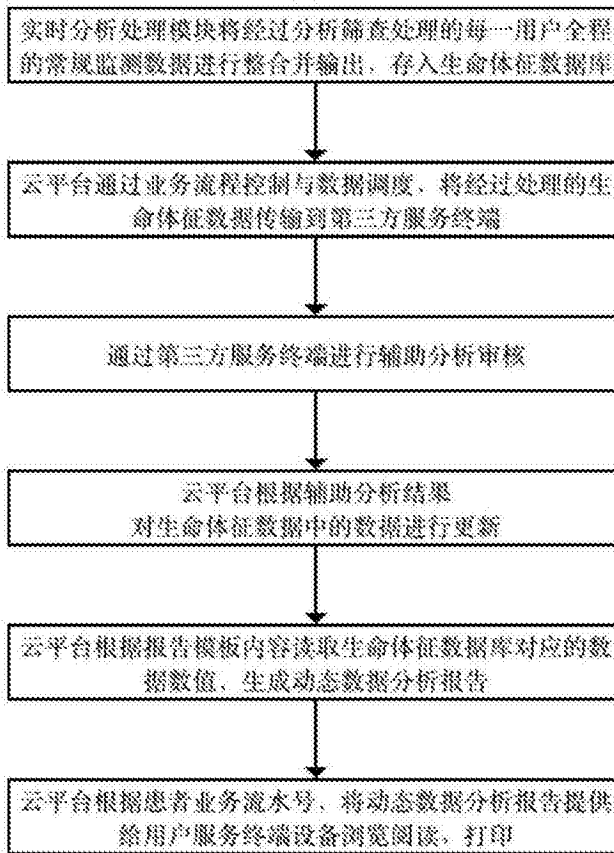 实时分析处理模块将经过分析筛查处理的每一用户全程
的常规监测数据进行整合并输出、存入生命体征数据库
云平台通过业务流程控制与数据调度、将经过处理的生
命体征数据传输到第三方服务终端
通过第三方服务终端进行辅助分析审核
云平台根据辅助分析结果
对生命体征数据中的数据进行更新
云平台根据报告模板内容读取生命体征数据库对应的数
据数值、生成动态数据分析报告
云平台根据患者业务流水号、将动态数据分析报告提供
给用户服务终端设备浏览阅读、打印